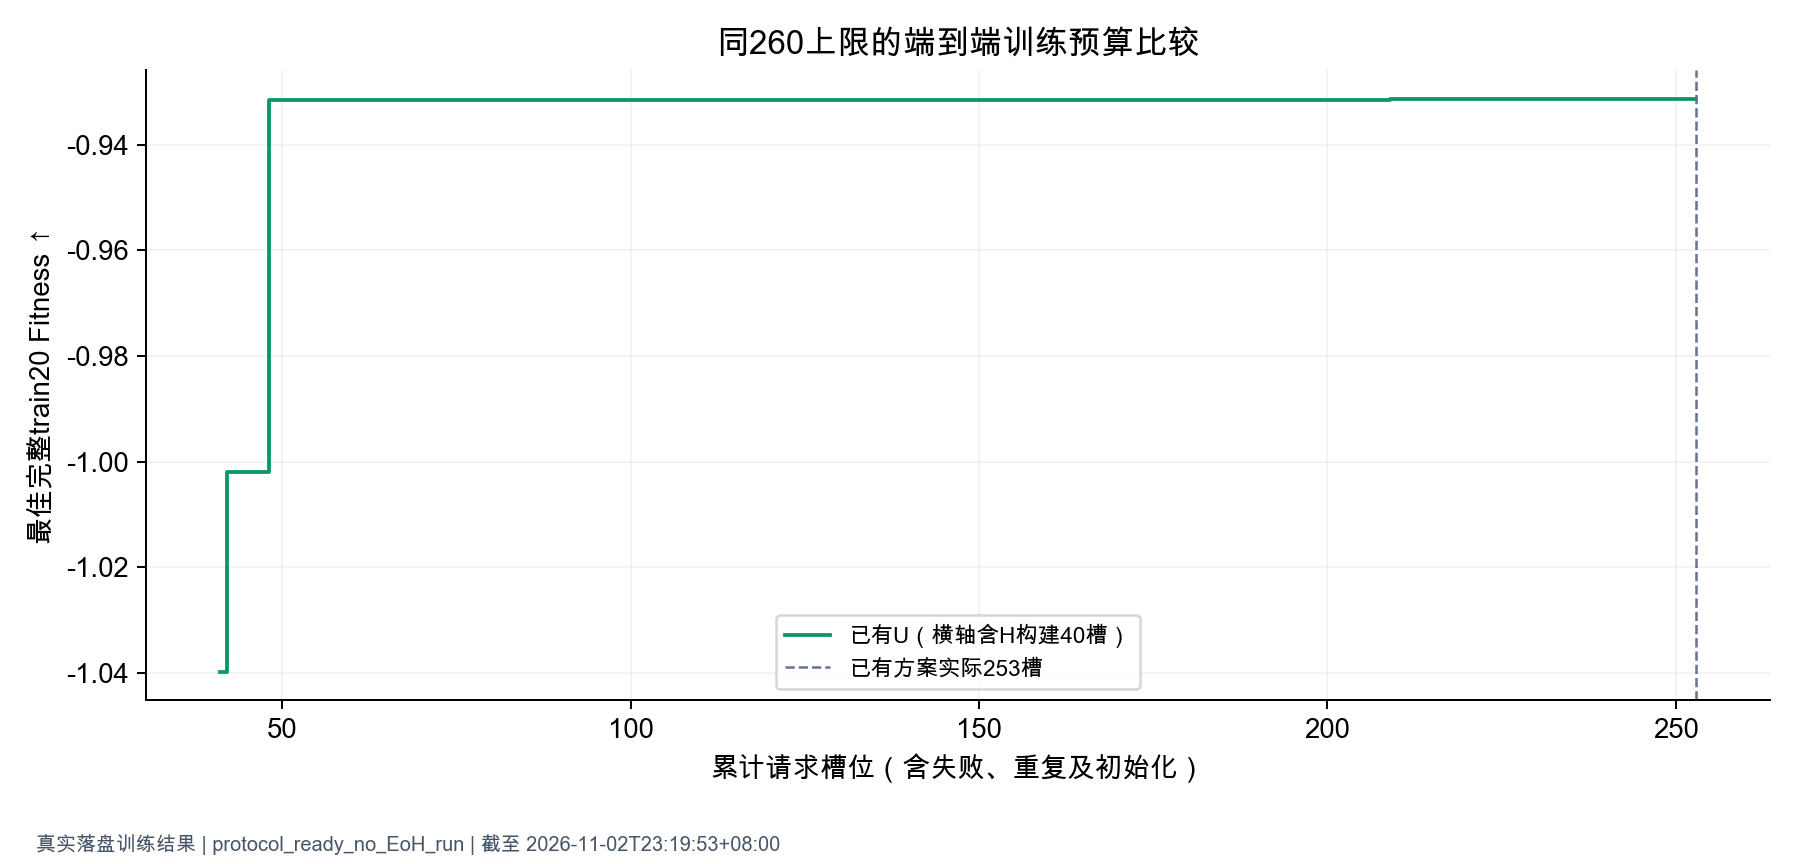 同260上限的端到端训练预算比较
最佳完整train20 Fitness ↑
-0.94
-0.96
-0.98
-1.00
-1.02
-1.04
已有U（横轴含H构建40槽）
已有方案实际253槽
50
100
150
200
250
累计请求槽位（含失败、重复及初始化）
真实落盘训练结果 | protocol_ready_no_EoH_run | 截至 2026-11-02T23:19:53+08:00